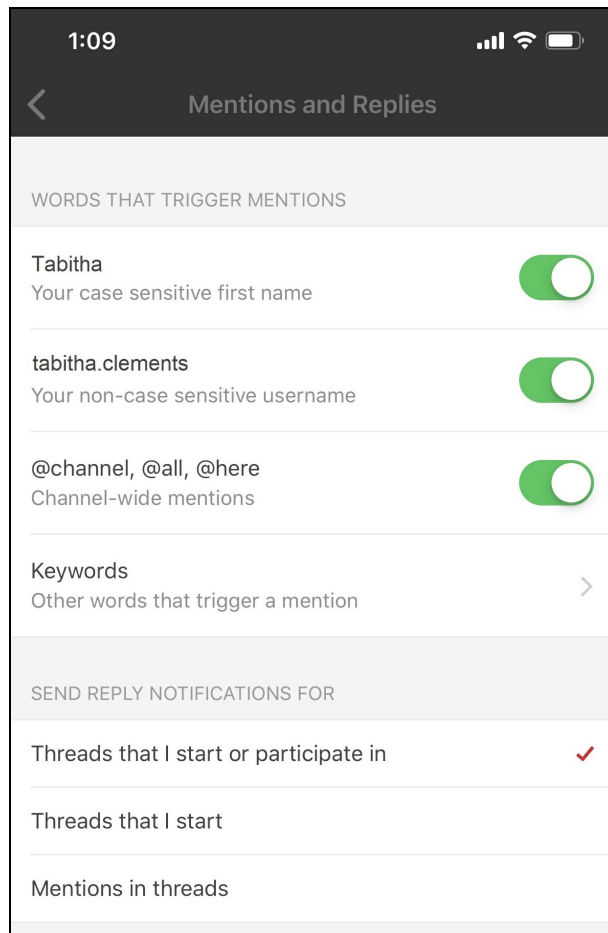 1:09
Mentions and Replies
WORDS THAT TRIGGER MENTIONS
Tabitha
Your case sensitive first name
tabitha.clements
Your non-case sensitive username
@channel, @all, @here
Channel-wide mentions
Keywords
Other words that trigger a mention
SEND REPLY NOTIFICATIONS FOR
Threads that I start or participate in
Threads that I start
Mentions in threads